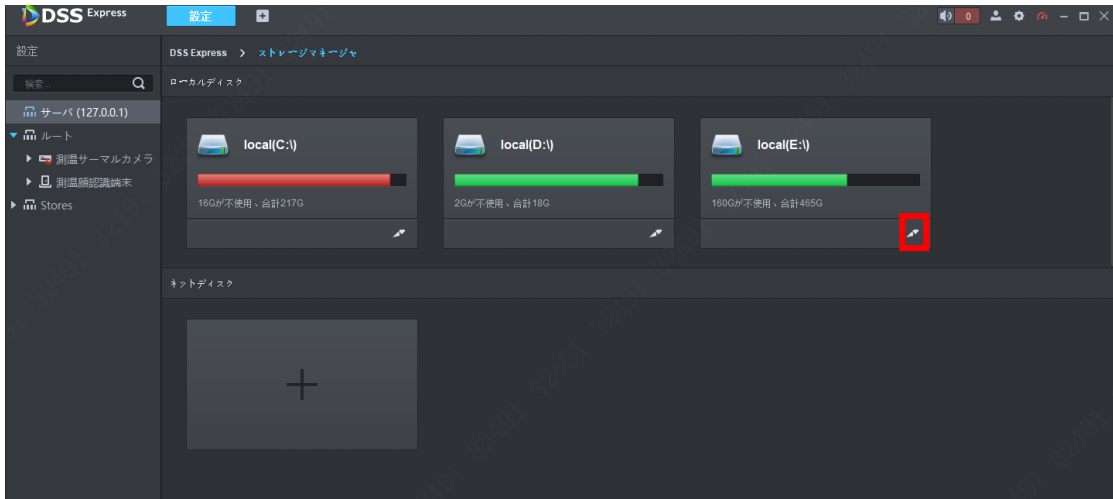 DSS Express 設定 0
設定
DSS Express > ストレージマネージャ
検索...
ローカルディスク
サーバ (127.0.0.1)
ルート
測温サーマルカメラ
測温顔認識端末
Stores
local(C:\)
16Gが不使用、合計217G
local(D:\)
2Gが不使用、合計18G
local(E:\)
160Gが不使用、合計465G
ネットディスク